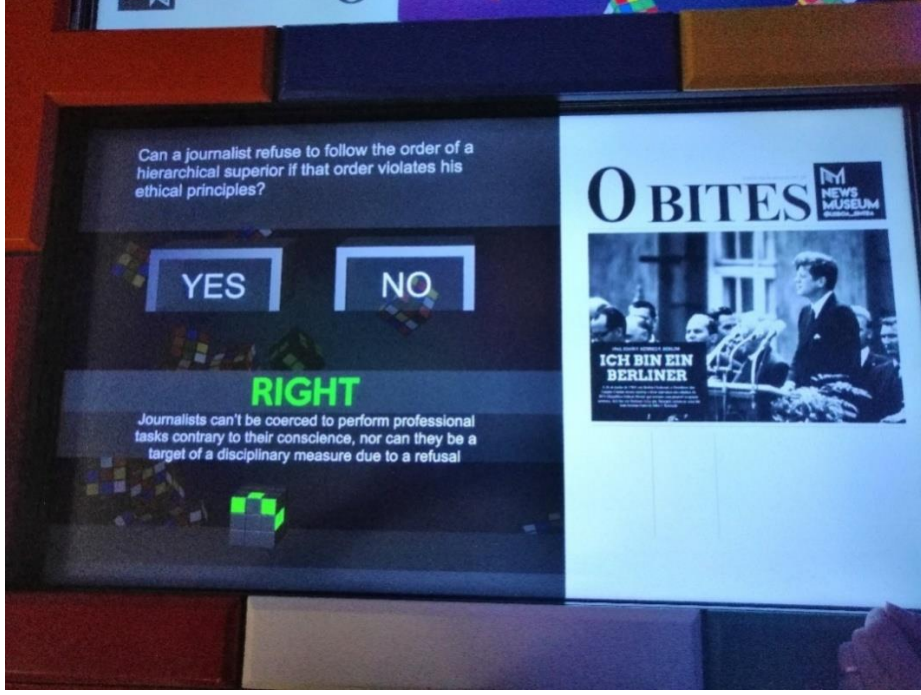 Can a journalist refuse to follow the order of a
hierarchical superior if that order violates his
ethical principles?
YES
NO
RIGHT
Journalists can't be coerced to perform professional
tasks contrary to their conscience, nor can they be a
target of a disciplinary measure due to a refusal
O BITES
NEWS
MUSEUM
ICH BIN EIN
BERLINER